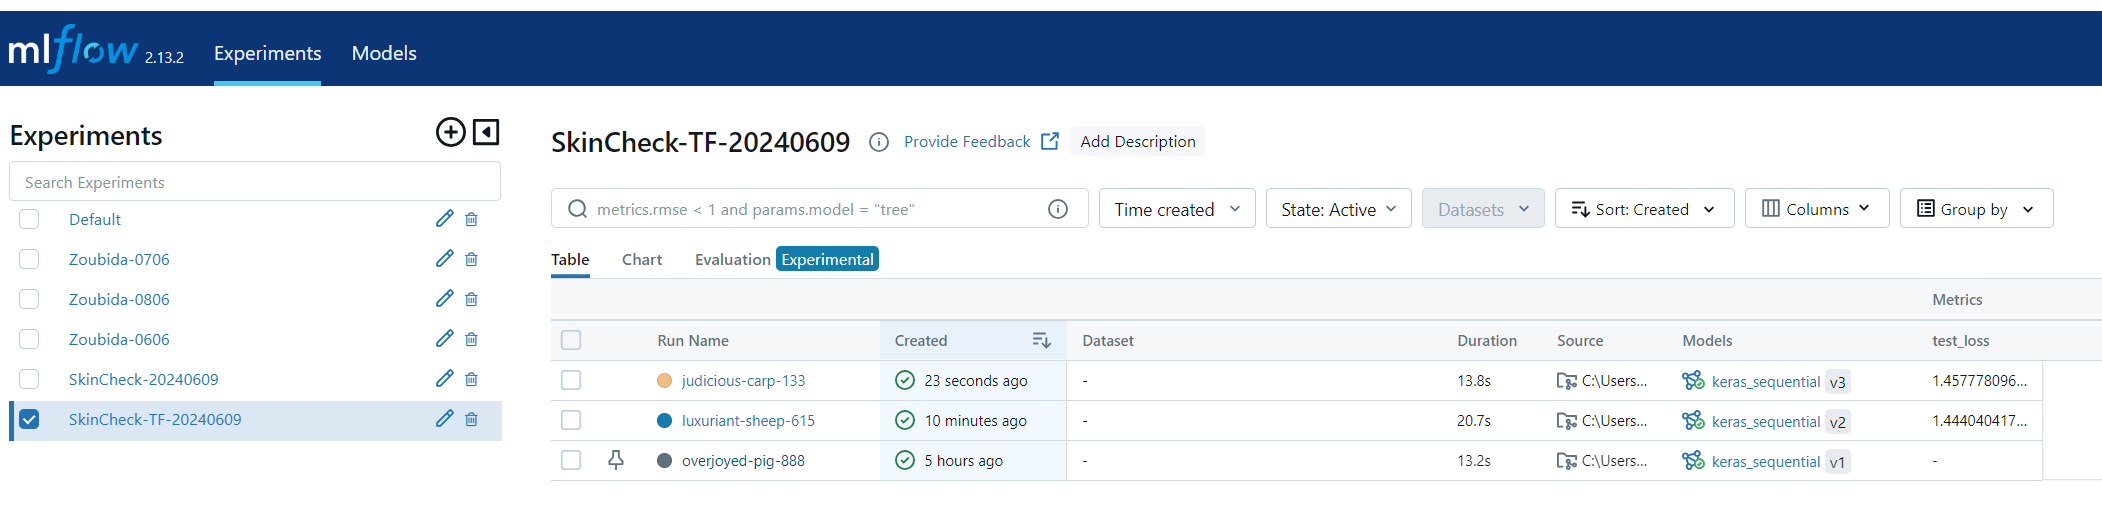 mlflow 2.13.2 Experiments Models
Experiments
Search Experiments
Default
Zoubida-0706
Zoubida-0806
Zoubida-0606
SkinCheck-20240609
SkinCheck-TF-20240609
SkinCheck-TF-20240609 Provide Feedback Add Description
metrics.rmse < 1 and params.model = "tree" Time created State: Active Datasets Sort: Created Columns Group by
Table Chart Evaluation Experimental
Metrics
Run Name Created Dataset Duration Source Models test_loss
judicious-carp-133 23 seconds ago - 13.8s C:\Users... keras_sequential v3 1.457778096...
luxuriant-sheep-615 10 minutes ago - 20.7s C:\Users... keras_sequential v2 1.444040417...
overjoyed-pig-888 5 hours ago - 13.2s C:\Users... keras_sequential v1 -